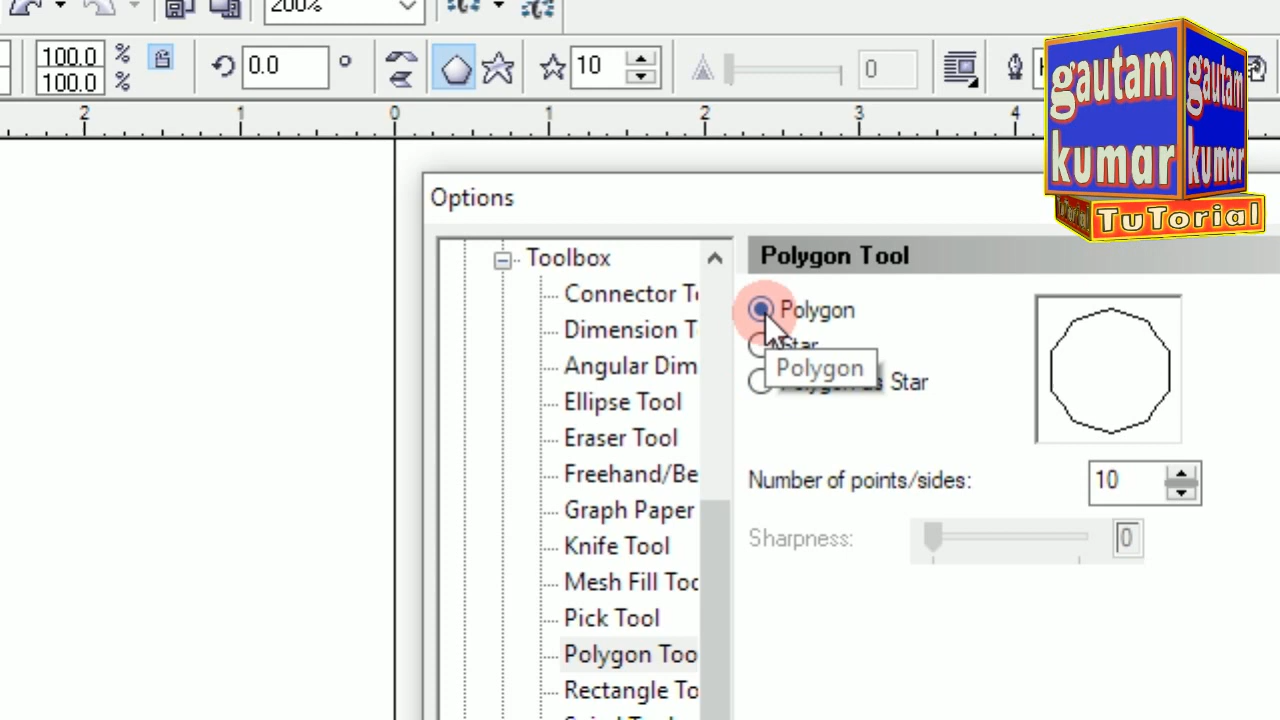 200%
100.0 %
100.0 %
0.0 °
10
0
2 1 0 1 2 3 4
gautam kumar
gautam kumar
TuTorial
TuTorial
Options
Toolbox
Polygon Tool
Connector T
Polygon
Dimension T
Star
Polygon
Angular Dim
Star
Ellipse Tool
Eraser Tool
Freehand/Be
Number of points/sides: 10
Graph Paper
Sharpness: 0
Knife Tool
Mesh Fill Too
Pick Tool
Polygon Too
Rectangle To